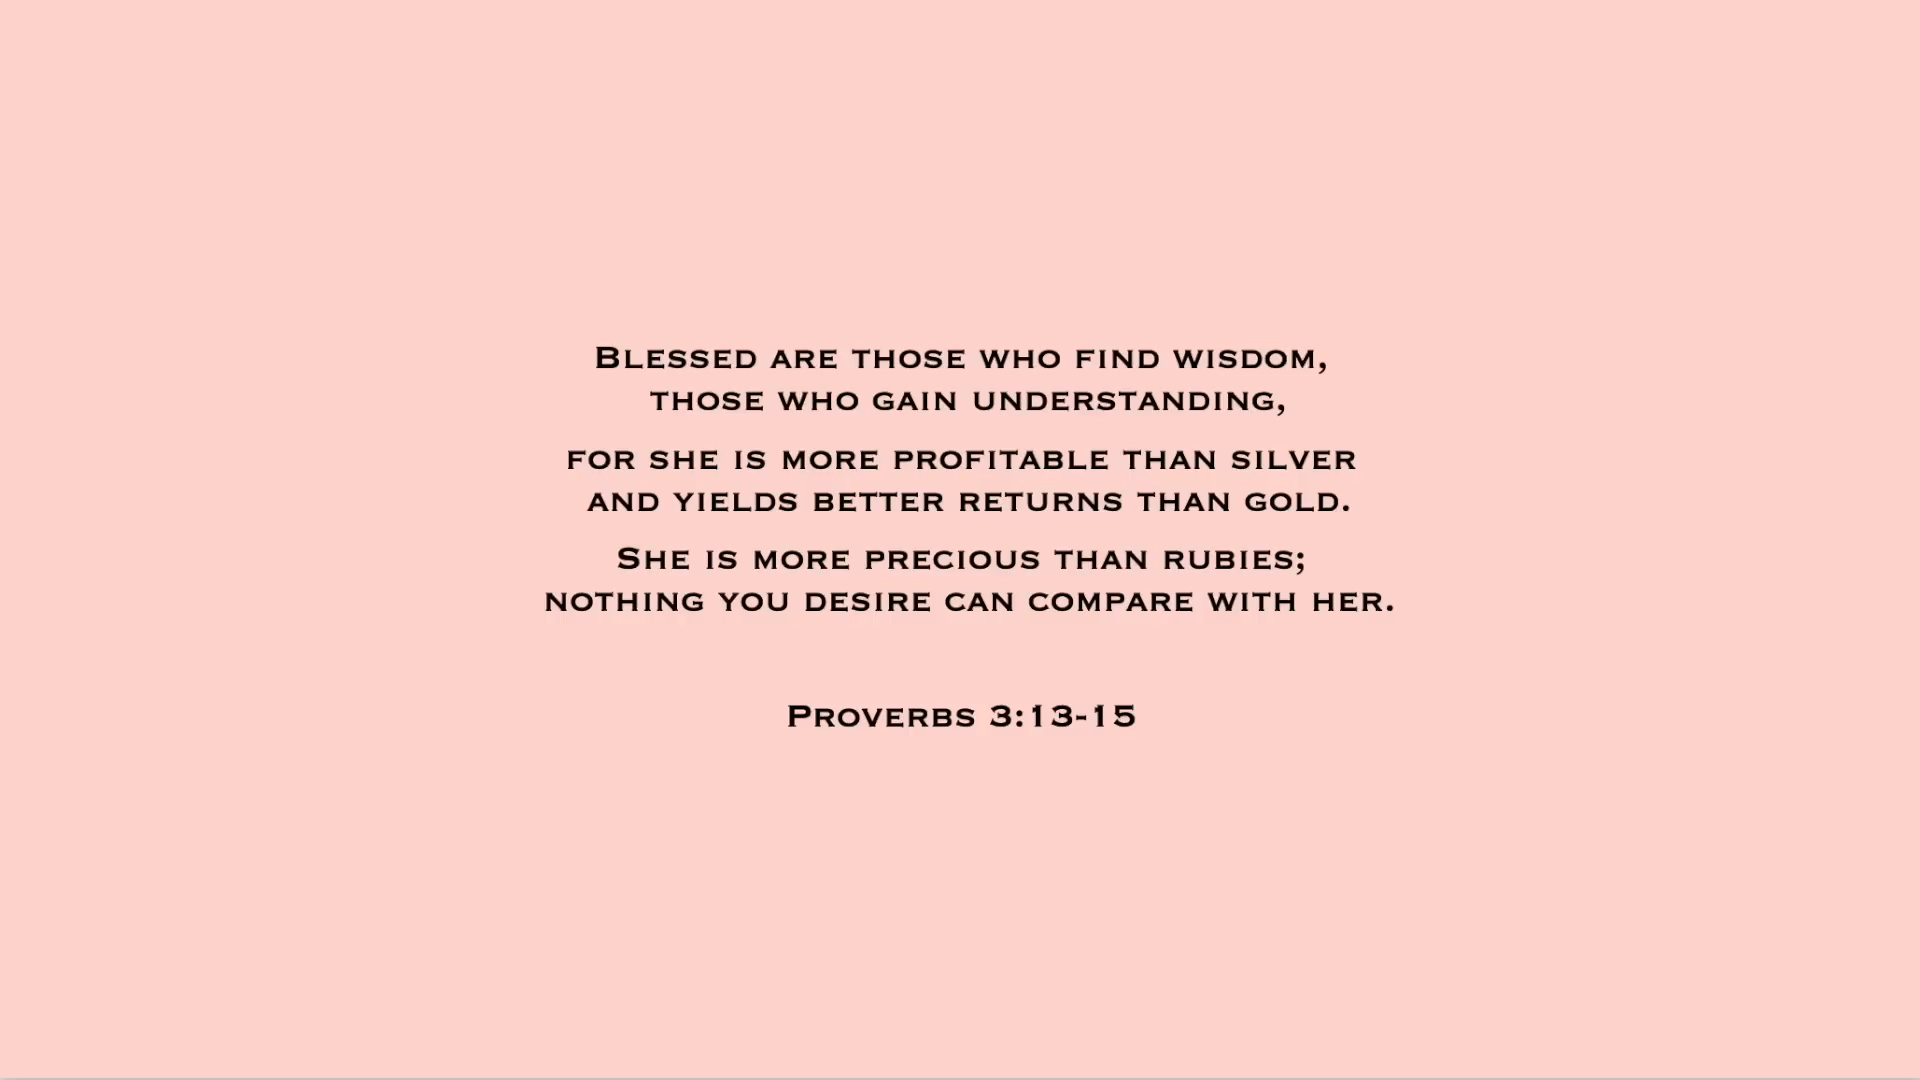 Blessed are those who find wisdom,
those who gain understanding,
for she is more profitable than silver
and yields better returns than gold.
She is more precious than rubies;
nothing you desire can compare with her.
Proverbs 3:13-15